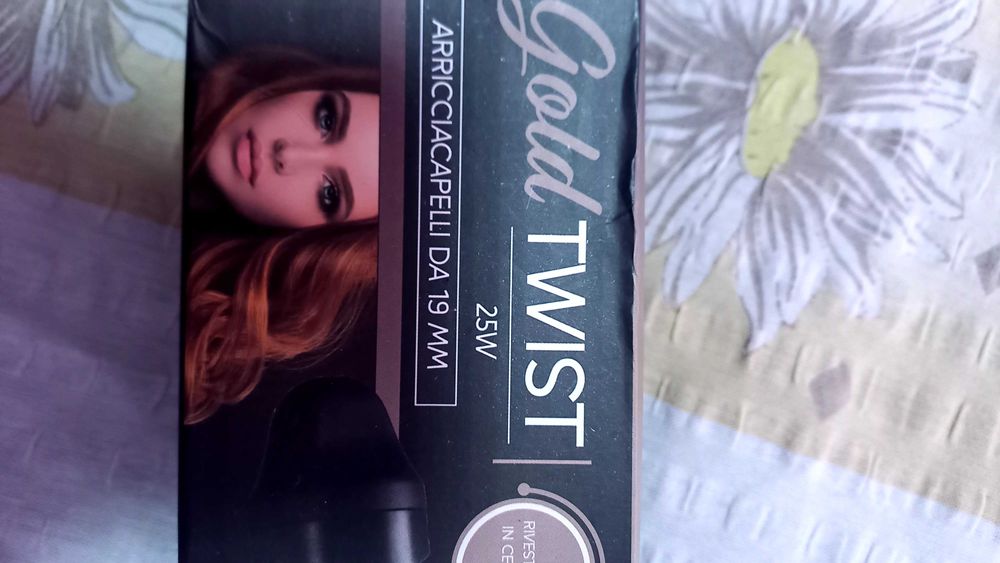 Gold TWIST
25W
ARRICCIACAPELLI DA 19 MM